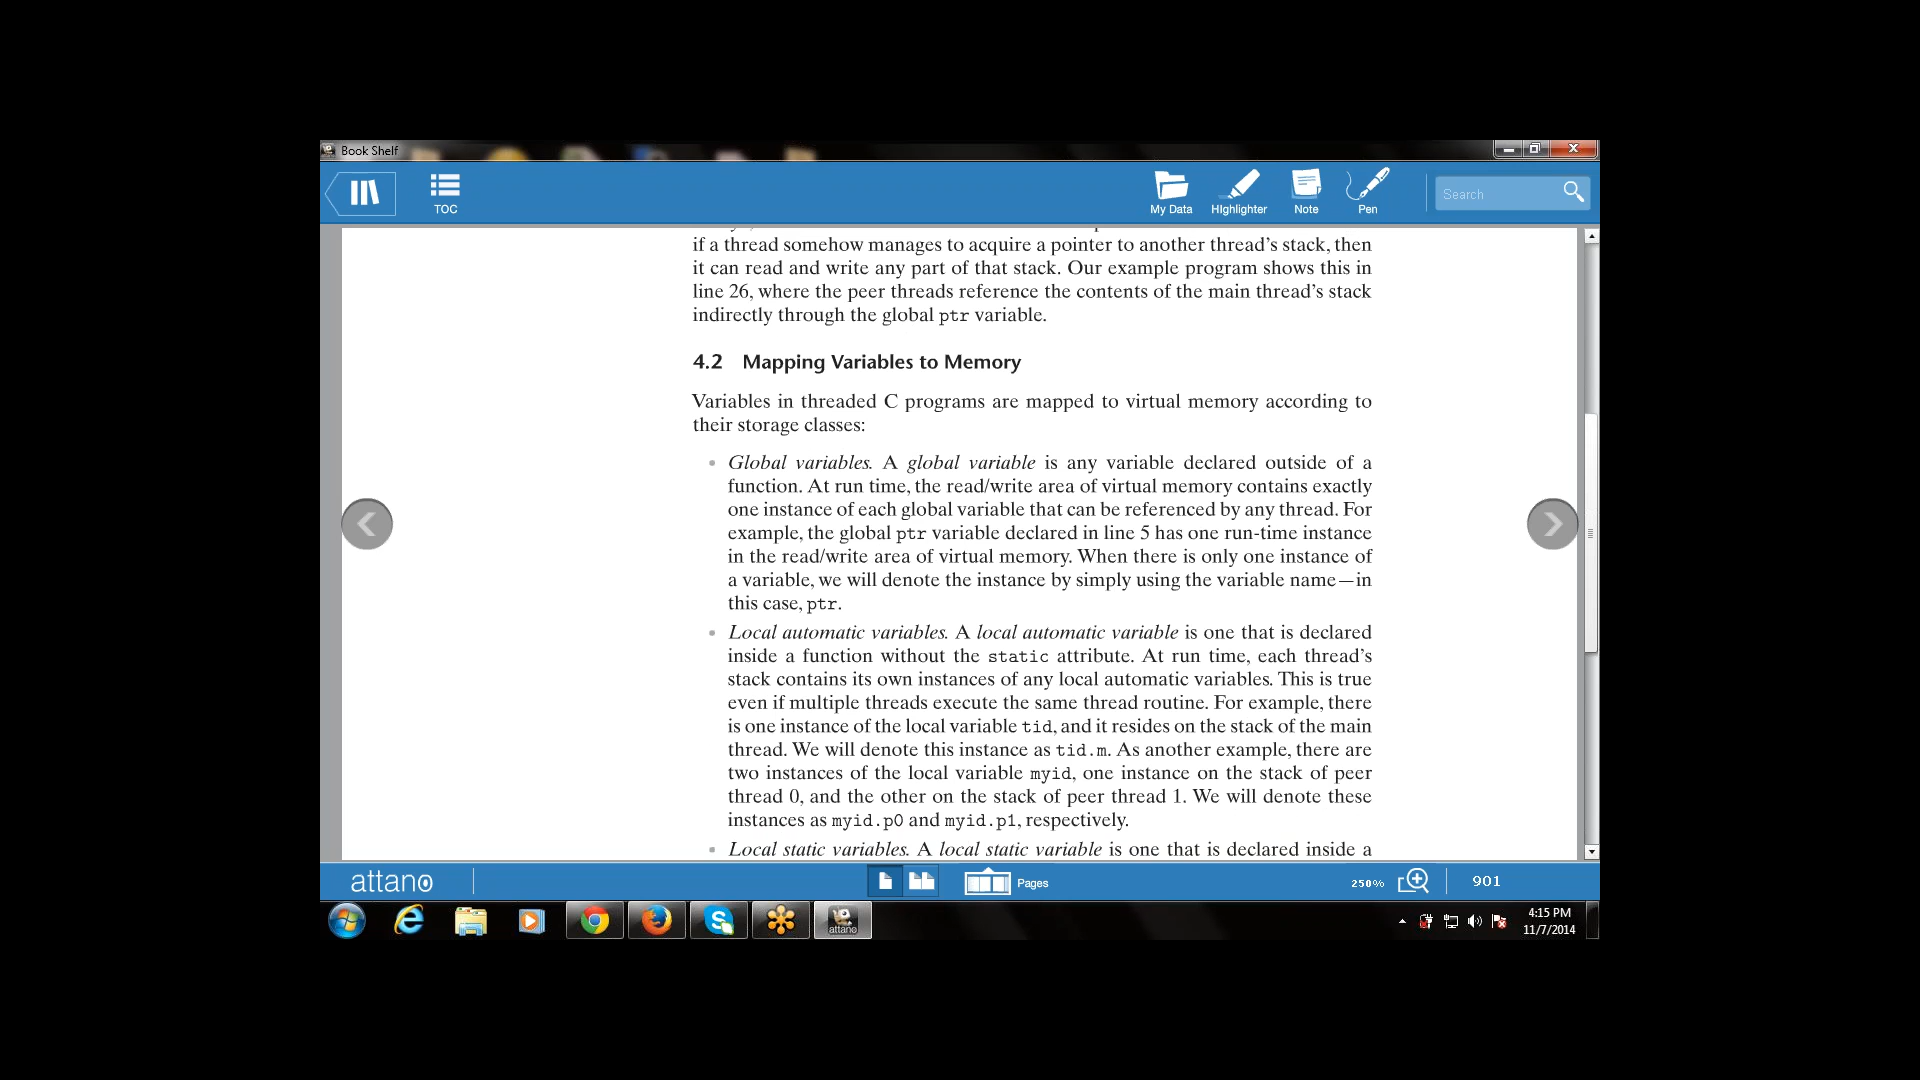 Book Shelf
TOC
My Data
HIghlighter
Note
Pen
Search
if a thread somehow manages to acquire a pointer to another thread's stack, then
it can read and write any part of that stack. Our example program shows this in
line 26, where the peer threads reference the contents of the main thread's stack
indirectly through the global ptr variable.
4.2 Mapping Variables to Memory
Variables in threaded C programs are mapped to virtual memory according to
their storage classes:
Global variables. A global variable is any variable declared outside of a
function. At run time, the read/write area of virtual memory contains exactly
one instance of each global variable that can be referenced by any thread. For
example, the global ptr variable declared in line 5 has one run-time instance
in the read/write area of virtual memory. When there is only one instance of
a variable, we will denote the instance by simply using the variable name—in
this case, ptr.
Local automatic variables. A local automatic variable is one that is declared
inside a function without the static attribute. At run time, each thread's
stack contains its own instances of any local automatic variables. This is true
even if multiple threads execute the same thread routine. For example, there
is one instance of the local variable tid, and it resides on the stack of the main
thread. We will denote this instance as tid.m. As another example, there are
two instances of the local variable myid, one instance on the stack of peer
thread 0, and the other on the stack of peer thread 1. We will denote these
instances as myid.p0 and myid.p1, respectively.
Local static variables. A local static variable is one that is declared inside a
attano
Pages
250%
901
attano
4:15 PM
11/7/2014